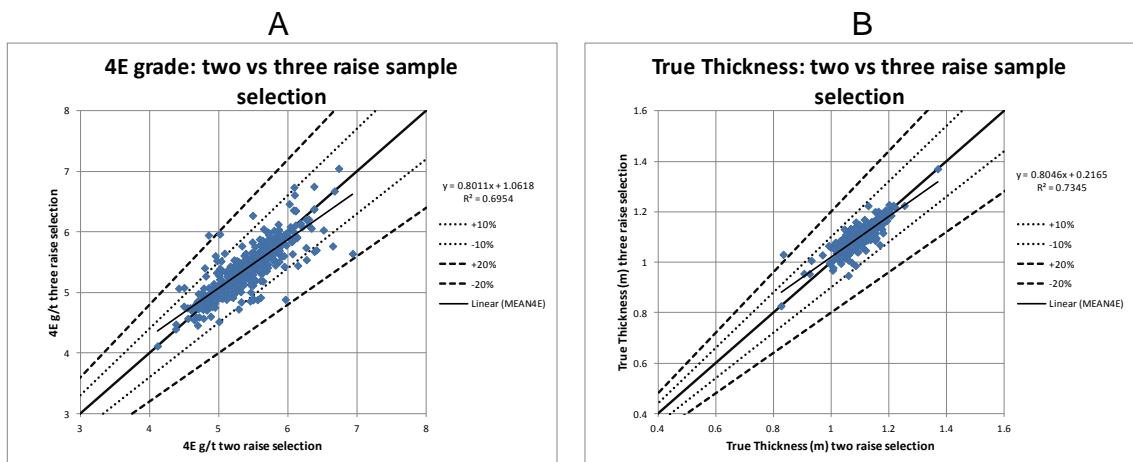 A
4E grade: two vs three raise sample
selection
4E g/t three raise selection
8
7
6
5
4
3
3 4 5 6 7 8
4E g/t two raise selection
y = 0.8011x + 1.0618
R² = 0.6954
+10%
-10%
+20%
-20%
Linear (MEAN4E)
B
True Thickness: two vs three raise sample
selection
True Thickness (m) three raise selection
1.6
1.4
1.2
1
0.8
0.6
0.4
0.4 0.6 0.8 1 1.2 1.4 1.6
True Thickness (m) two raise selection
y = 0.8046x + 0.2165
R² = 0.7345
+10%
-10%
+20%
-20%
Linear (MEAN4E)